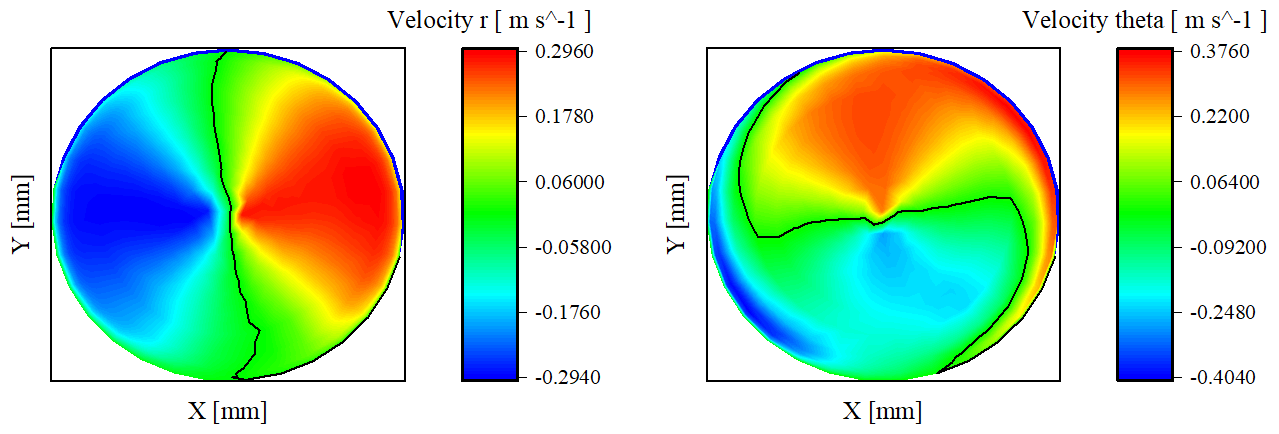 Velocity r [ m s^-1 ]
0.2960
0.1780
0.06000
-0.05800
-0.1760
-0.2940
Y [mm]
X [mm]
Velocity theta [ m s^-1 ]
0.3760
0.2200
0.06400
-0.09200
-0.2480
-0.4040
Y [mm]
X [mm]